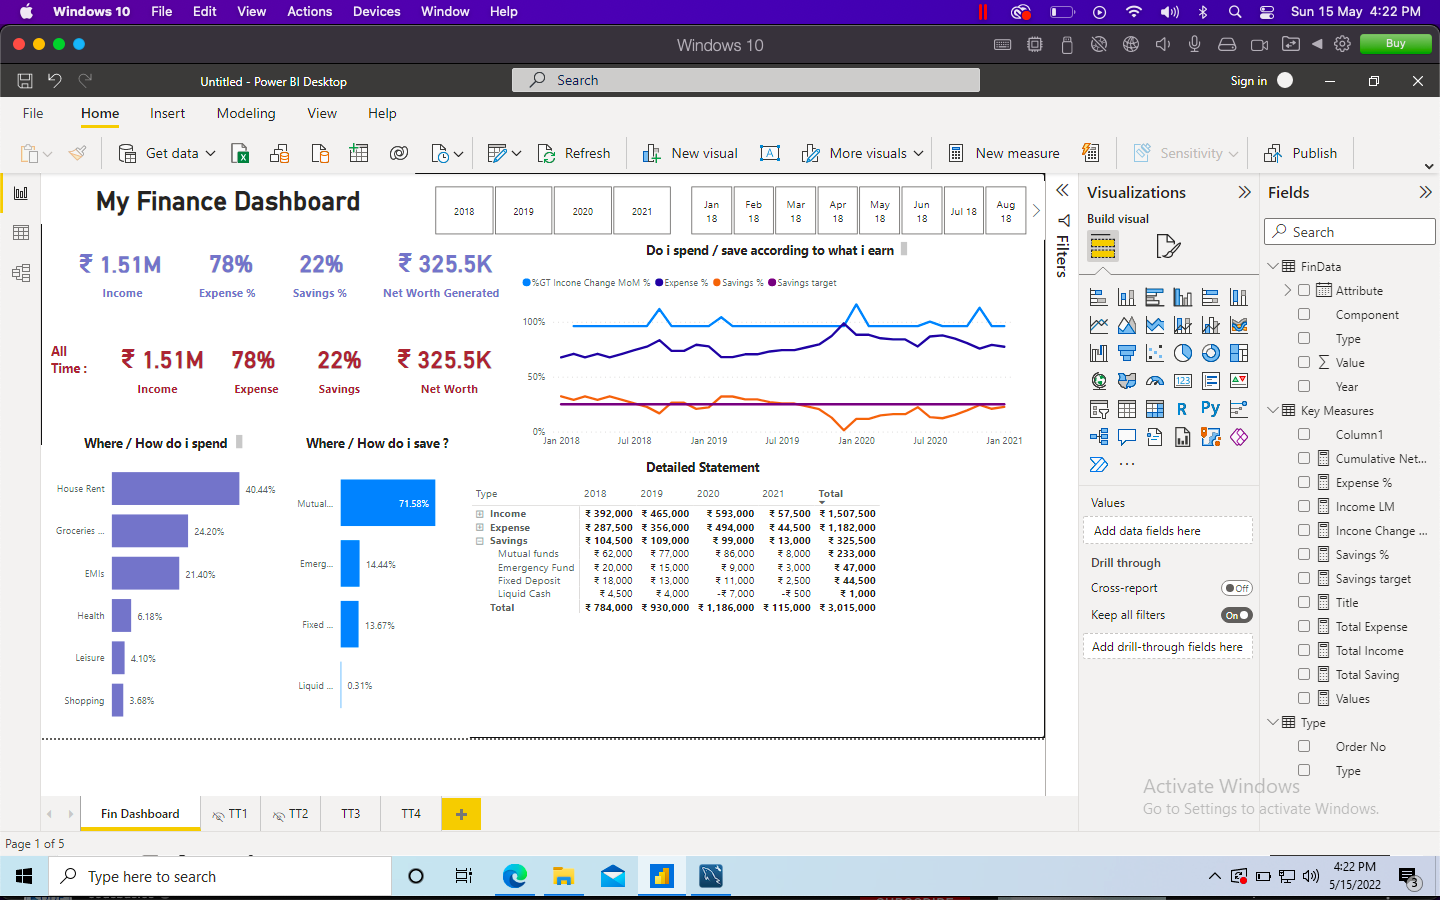 Windows 10 File Edit View Actions Devices Window Help Sun 15 May 4:22 PM
Windows 10 Buy
Untitled - Power BI Desktop Search Sign in
File Home Insert Modeling View Help
Get data Refresh New visual More visuals New measure Sensitivity Publish
My Finance Dashboard
2018 2019 2020 2021
Jan 18
Feb 18
Mar 18
Apr 18
May 18
Jun 18
Jul 18
Aug 18
₹ 1.51M 78% 22% ₹ 325.5K
Income Expense % Savings % Net Worth Generated
All
Time :
₹ 1.51M 78% 22% ₹ 325.5K
Income Expense Savings Net Worth
Do i spend / save according to what i earn
%GT Incone Change MoM % Expense % Savings % Savings target
100%
50%
0%
Jan 2018 Jul 2018 Jan 2019 Jul 2019 Jan 2020 Jul 2020 Jan 2021
Where / How do i spend
House Rent 40.44%
Groceries ... 24.20%
EMIs 21.40%
Health 6.18%
Leisure 4.10%
Shopping 3.68%
Where / How do i save ?
Mutual... 71.58%
Emerg... 14.44%
Fixed ... 13.67%
Liquid ... 0.31%
Detailed Statement
Type 2018 2019 2020 2021 Total
Income ₹ 392,000 ₹ 465,000 ₹ 593,000 ₹ 57,500 ₹ 1,507,500
Expense ₹ 287,500 ₹ 356,000 ₹ 494,000 ₹ 44,500 ₹ 1,182,000
Savings ₹ 104,500 ₹ 109,000 ₹ 99,000 ₹ 13,000 ₹ 325,500
Mutual funds ₹ 62,000 ₹ 77,000 ₹ 86,000 ₹ 8,000 ₹ 233,000
Emergency Fund ₹ 20,000 ₹ 15,000 ₹ 9,000 ₹ 3,000 ₹ 47,000
Fixed Deposit ₹ 18,000 ₹ 13,000 ₹ 11,000 ₹ 2,500 ₹ 44,500
Liquid Cash ₹ 4,500 ₹ 4,000 -₹ 7,000 -₹ 500 ₹ 1,000
Total ₹ 784,000 ₹ 930,000 ₹ 1,186,000 ₹ 115,000 ₹ 3,015,000
Filters
Visualizations
Build visual
123
R Py
Values
Add data fields here
Drill through
Cross-report Off
Keep all filters On
Add drill-through fields here
Fields
Search
FinData
Attribute
Component
Type
Value
Year
Key Measures
Column1
Cumulative Net...
Expense %
Income LM
Incone Change ...
Savings %
Savings target
Title
Total Expense
Total Income
Total Saving
Values
Type
Order No
Type
Activate Windows
Go to Settings to activate Windows.
Fin Dashboard TT1 TT2 TT3 TT4
Page 1 of 5
Type here to search
4:22 PM
5/15/2022
3